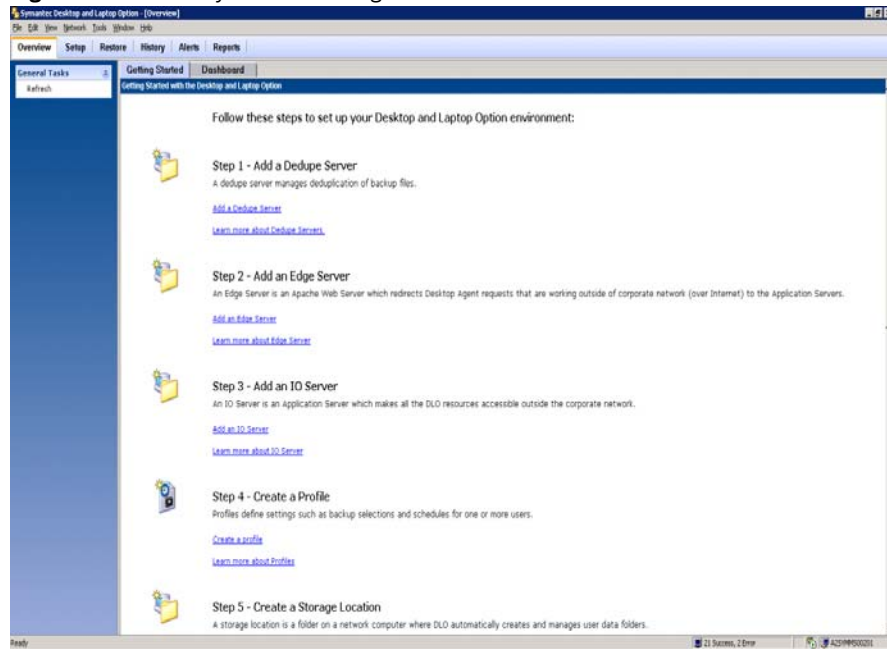 Symantec Desktop and Laptop Option - [Overview]
File Edit View Network Tools Window Help
Overview Setup Restore History Alerts Reports
General Tasks
Refresh
Getting Started Dashboard
Getting Started with the Desktop and Laptop Option
Follow these steps to set up your Desktop and Laptop Option environment:
Step 1 - Add a Dedupe Server
A dedupe server manages deduplication of backup files.
Add a Dedupe Server
Learn more about Dedupe Servers.
Step 2 - Add an Edge Server
An Edge Server is an Apache Web Server which redirects Desktop Agent requests that are working outside of corporate network (over Internet) to the Application Servers.
Add an Edge Server
Learn more about Edge Server
Step 3 - Add an IO Server
An IO Server is an Application Server which makes all the DLO resources accessible outside the corporate network.
Add an IO Server
Learn more about IO Server
Step 4 - Create a Profile
Profiles define settings such as backup selections and schedules for one or more users.
Create a profile
Learn more about Profiles
Step 5 - Create a Storage Location
A storage location is a folder on a network computer where DLO automatically creates and manages user data folders.
Ready
21 Success, 2 Error